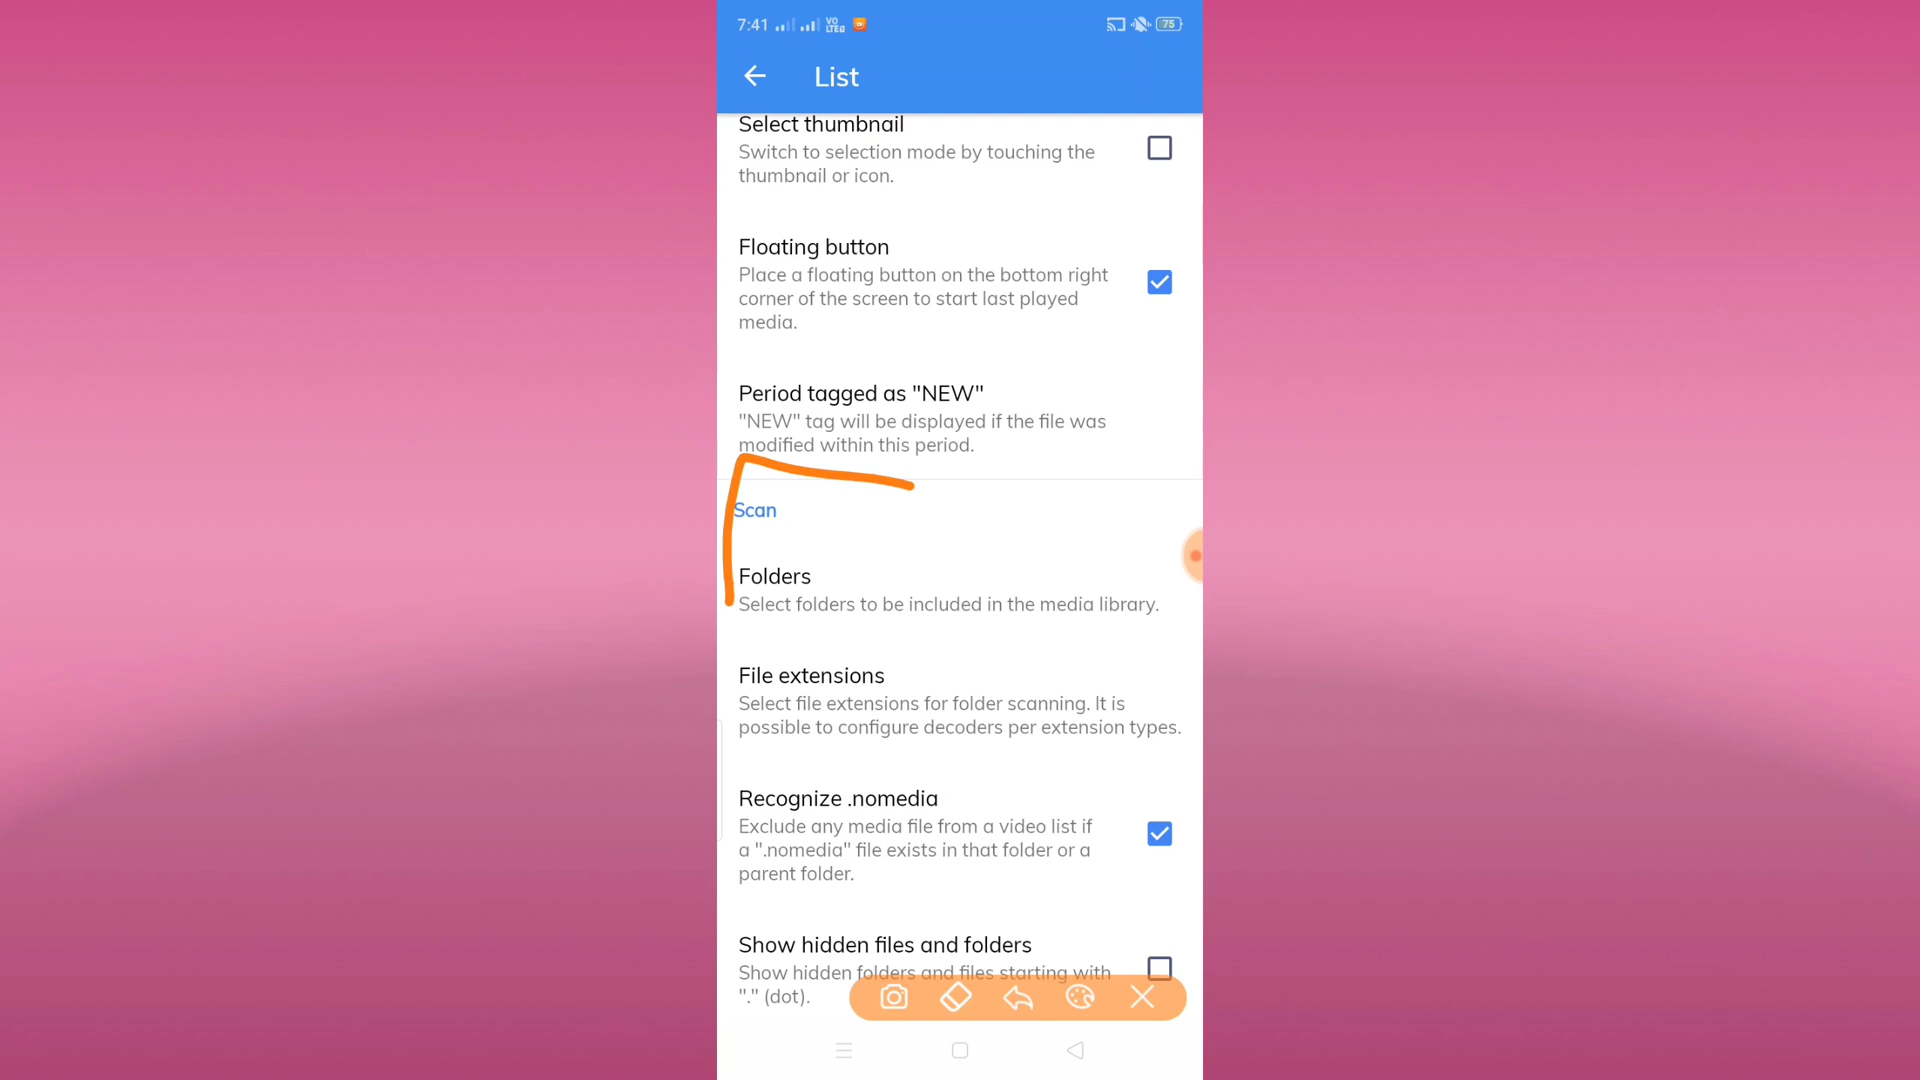 7:41 VO LTE 75
List
Select thumbnail
Switch to selection mode by touching the
thumbnail or icon.
Floating button
Place a floating button on the bottom right
corner of the screen to start last played
media.
Period tagged as "NEW"
"NEW" tag will be displayed if the file was
modified within this period.
Scan
Folders
Select folders to be included in the media library.
File extensions
Select file extensions for folder scanning. It is
possible to configure decoders per extension types.
Recognize .nomedia
Exclude any media file from a video list if
a ".nomedia" file exists in that folder or a
parent folder.
Show hidden files and folders
Show hidden folders and files starting with
"." (dot).